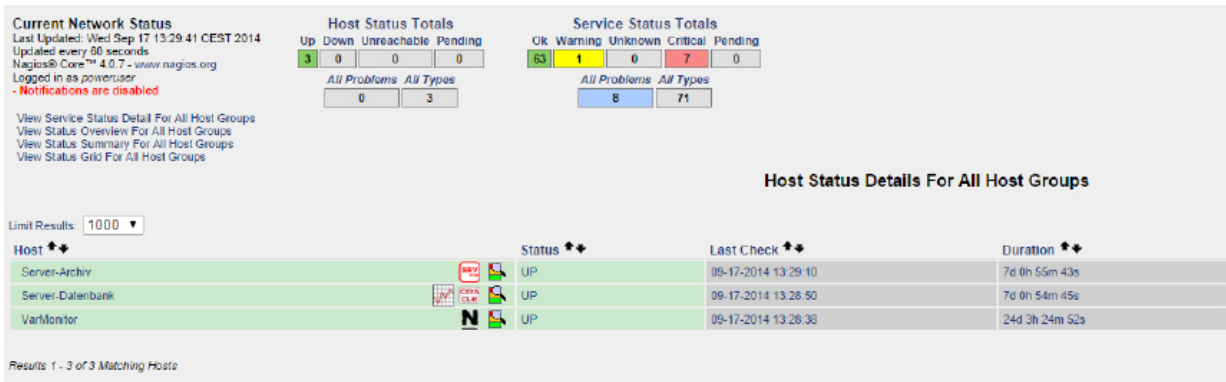 Current Network Status
Last Updated: Wed Sep 17 13:29:41 CEST 2014
Updated every 60 seconds
Nagios® Core™ 4.0.7 - www.nagios.org
Logged in as poweruser
- Notifications are disabled
View Service Status Detail For All Host Groups
View Status Overview For All Host Groups
View Status Summary For All Host Groups
View Status Grid For All Host Groups
Host Status Totals
Up Down Unreachable Pending
3 0 0 0
All Problems All Types
0 3
Service Status Totals
Ok Warning Unknown Critical Pending
63 1 0 7 0
All Problems All Types
8 71
Host Status Details For All Host Groups
Limit Results: 1000
Host Status Last Check Duration
Server-Archiv UP 09-17-2014 13:29:10 7d 0h 55m 43s
Server-Datenbank UP 09-17-2014 13:28:50 7d 0h 54m 45s
VarMonitor N UP 09-17-2014 13:28:38 24d 3h 24m 52s
Results 1 - 3 of 3 Matching Hosts